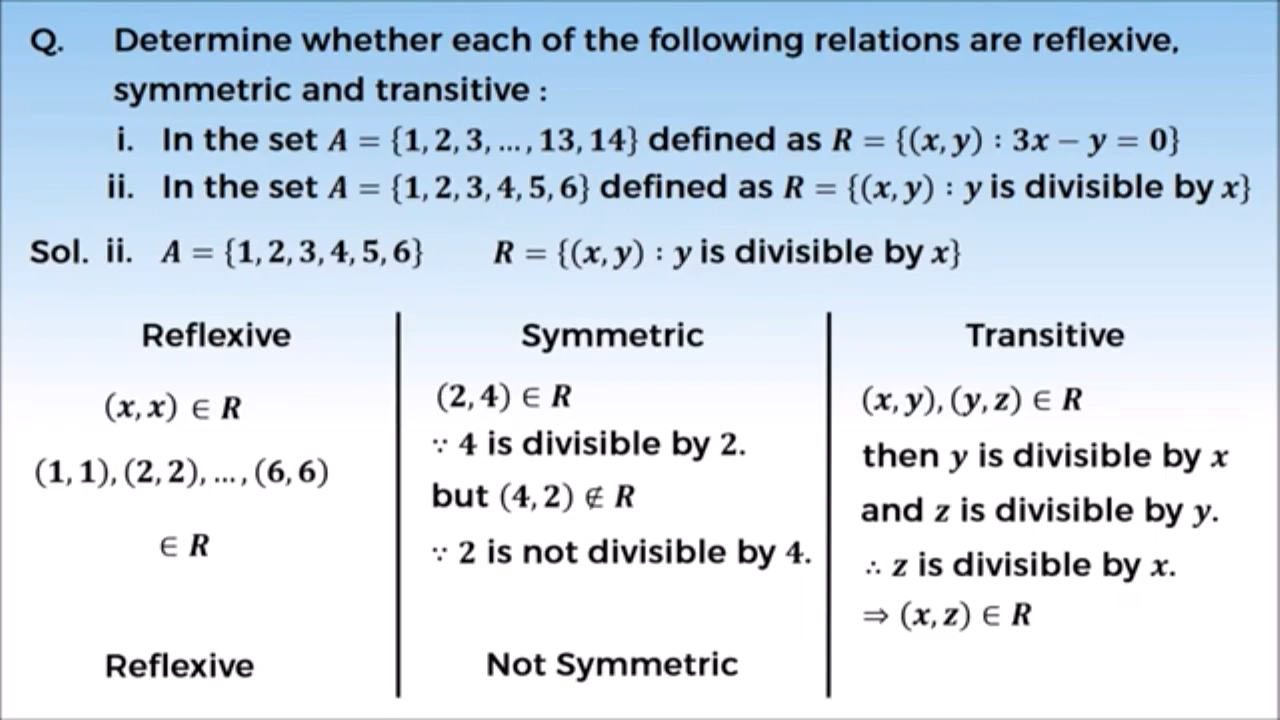 Q. Determine whether each of the following relations are reflexive,
symmetric and transitive :
i. In the set A = {1, 2, 3, ..., 13, 14} defined as R = {(x, y) : 3x − y = 0}
ii. In the set A = {1, 2, 3, 4, 5, 6} defined as R = {(x, y) : y is divisible by x}
Sol. ii. A = {1, 2, 3, 4, 5, 6} R = {(x, y) : y is divisible by x}
Reflexive
(x, x) ∈ R
(1, 1), (2, 2), ..., (6, 6)
∈ R
Reflexive
Symmetric
(2, 4) ∈ R
∵ 4 is divisible by 2.
but (4, 2) ∉ R
∵ 2 is not divisible by 4.
Not Symmetric
Transitive
(x, y), (y, z) ∈ R
then y is divisible by x
and z is divisible by y.
∴ z is divisible by x.
⇒ (x, z) ∈ R